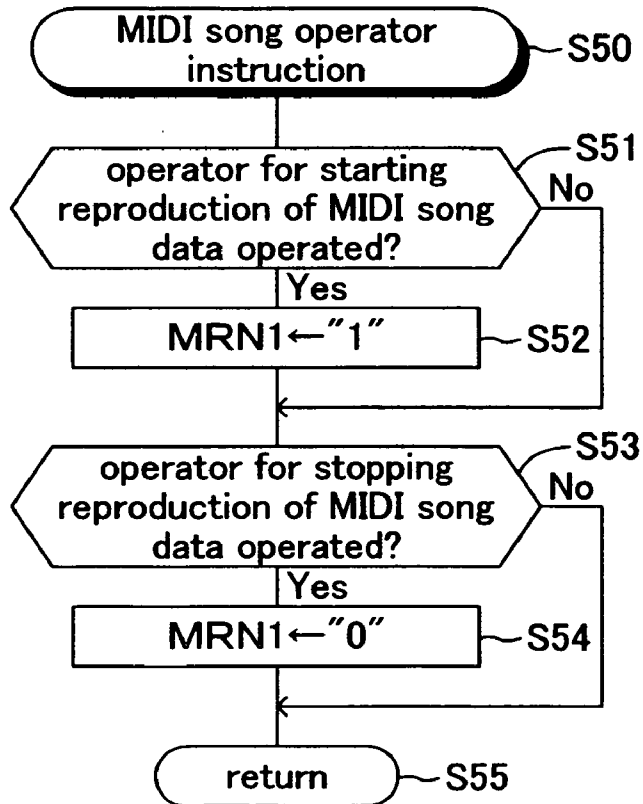 MIDI song operator
instruction
S50
S51
operator for starting
reproduction of MIDI song
data operated?
No
Yes
MRN1←"1"
S52
S53
operator for stopping
reproduction of MIDI song
data operated?
No
Yes
MRN1←"0"
S54
return
S55